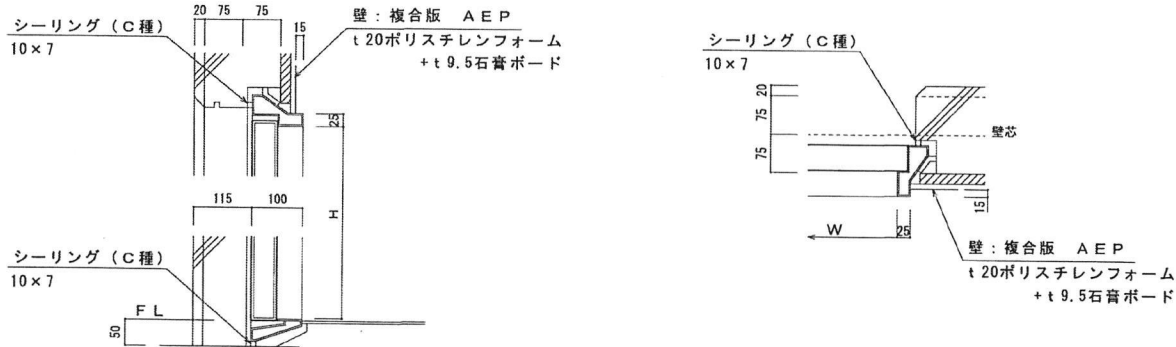 シーリング（C種）
10×7
20 75 75
壁：複合版　AEP
15
t 20ポリスチレンフォーム
+t 9.5石膏ボード
25
115 100
H
シーリング（C種）
10×7
FL
50
シーリング（C種）
10×7
20
75
75
壁芯
15
W
25
壁：複合版　AEP
t 20ポリスチレンフォーム
+t 9.5石膏ボード